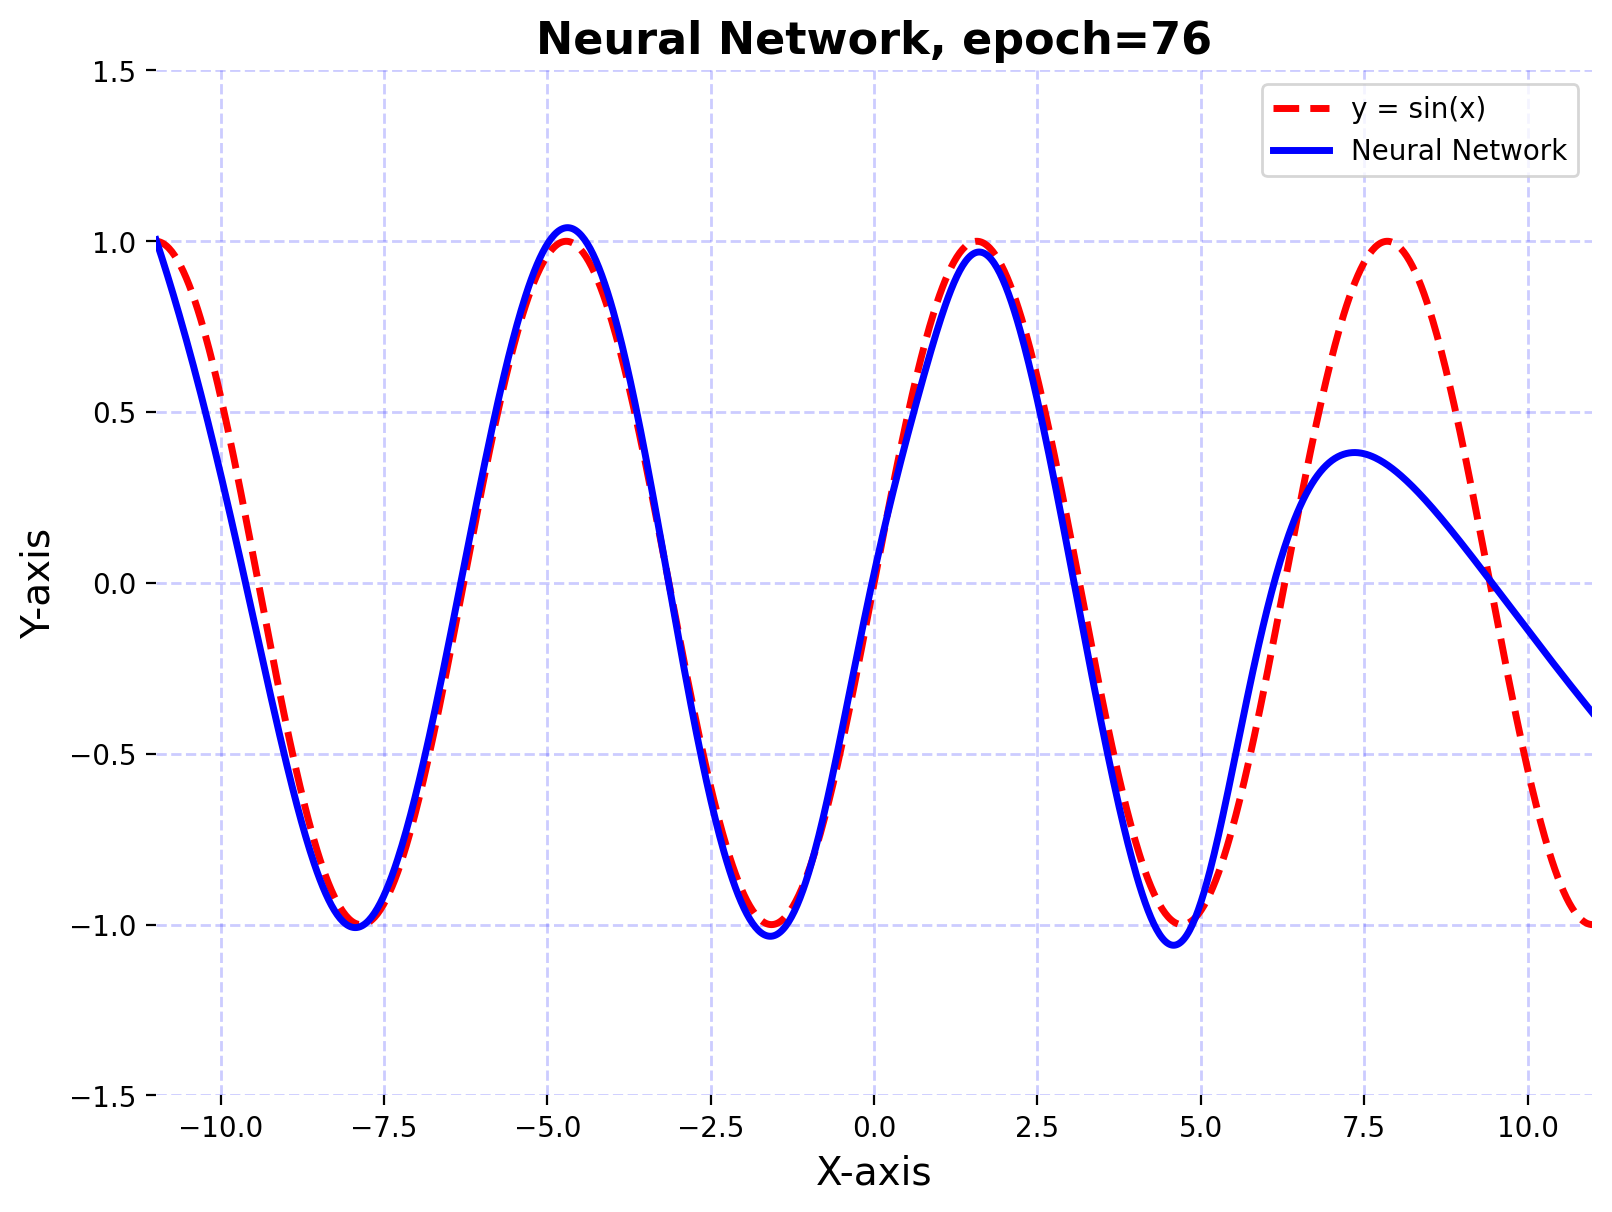 Neural Network, epoch=76
1.5
1.0
0.5
0.0
−0.5
−1.0
−1.5
Y-axis
y = sin(x)
Neural Network
−10.0 −7.5 −5.0 −2.5 0.0 2.5 5.0 7.5 10.0
X-axis